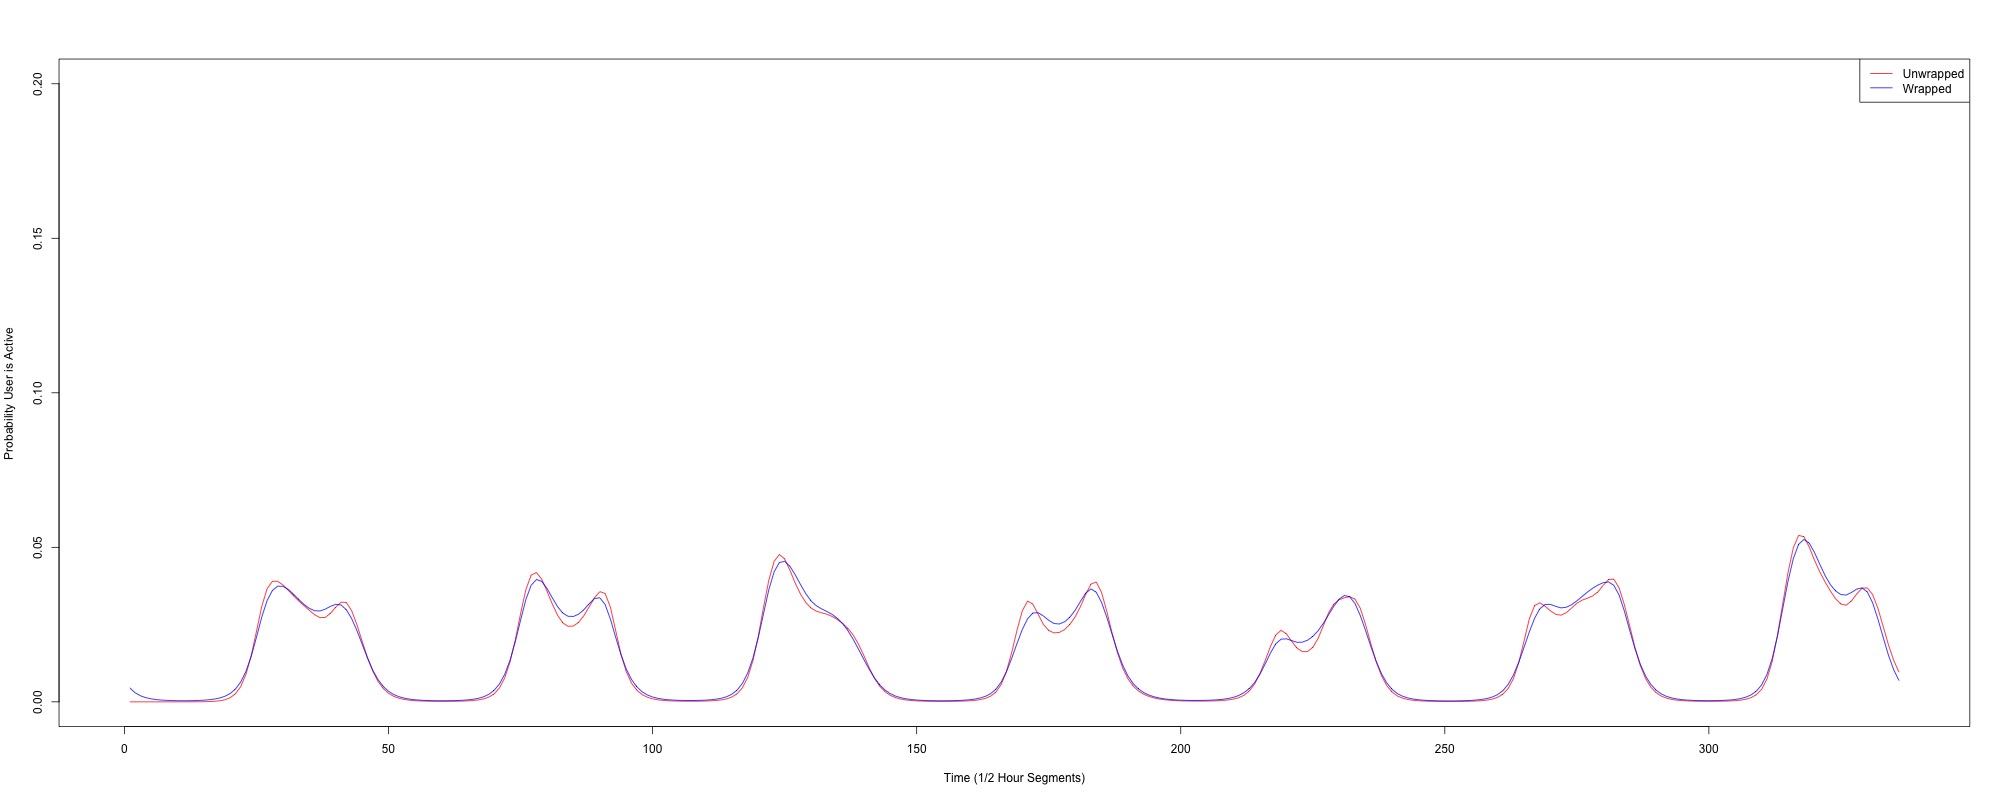 Unwrapped
Wrapped
Probability User is Active
0.20
0.15
0.10
0.05
0.00
0 50 100 150 200 250 300
Time (1/2 Hour Segments)